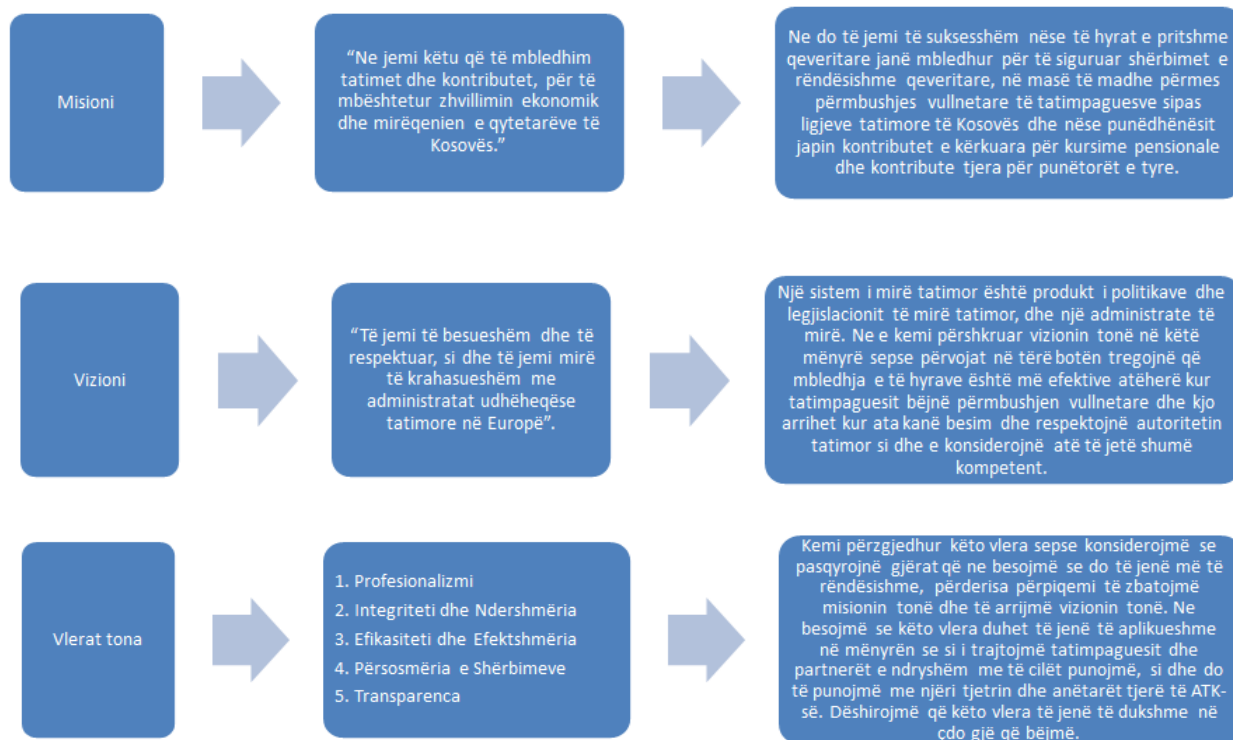 Misioni
“Ne jemi këtu që të mbledhim
tatimet dhe kontributet, për të
mbështetur zhvillimin ekonomik
dhe mirëqenien e qytetarëve të
Kosovës.”
Ne do të jemi të suksesshëm nëse të hyrat e pritshme
qeveritare janë mbledhur për të siguruar shërbimet e
rëndësishme qeveritare, në masë të madhe përmes
përmbushjes vullnetare të tatimpaguesve sipas
ligjeve tatimore të Kosovës dhe nëse punëdhënësit
japin kontributet e kërkuara për kursime pensionale
dhe kontribute tjera për punëtorët e tyre.
Vizioni
“Të jemi të besueshëm dhe të
respektuar, si dhe të jemi mirë
të krahasueshëm me
administratat udhëheqëse
tatimore në Europë”.
Një sistem i mirë tatimor është produkt i politikave dhe
legjislacionit të mirë tatimor, dhe një administrate të
mirë. Ne e kemi përshkruar vizionin tonë në këtë
mënyrë sepse përvojat në tërë botën tregojnë që
mbledhja e të hyrave është më efektive atëherë kur
tatimpaguesit bëjnë përmbushjen vullnetare dhe kjo
arrihet kur ata kanë besim dhe respektojnë autoritetin
tatimor si dhe e konsiderojnë atë të jetë shumë
kompetent.
Vlerat tona
1. Profesionalizmi
2. Integriteti dhe Ndershmëria
3. Efikasiteti dhe Efektshmëria
4. Përsosmëria e Shërbimeve
5. Transparenca
Kemi përzgjedhur këto vlera sepse konsiderojmë se
pasqyrojnë gjërat që ne besojmë se do të jenë më të
rëndësishme, përderisa përpiqemi të zbatojmë
misionin tonë dhe të arrijmë vizionin tonë. Ne
besojmë se këto vlera duhet të jenë të aplikueshme
në mënyrën se si i trajtojmë tatimpaguesit dhe
partnerët e ndryshëm me të cilët punojmë, si dhe do
të punojmë me njëri tjetrin dhe anëtarët tjerë të ATK-
së. Dëshirojmë që këto vlera të jenë të dukshme në
çdo gjë që bëjmë.